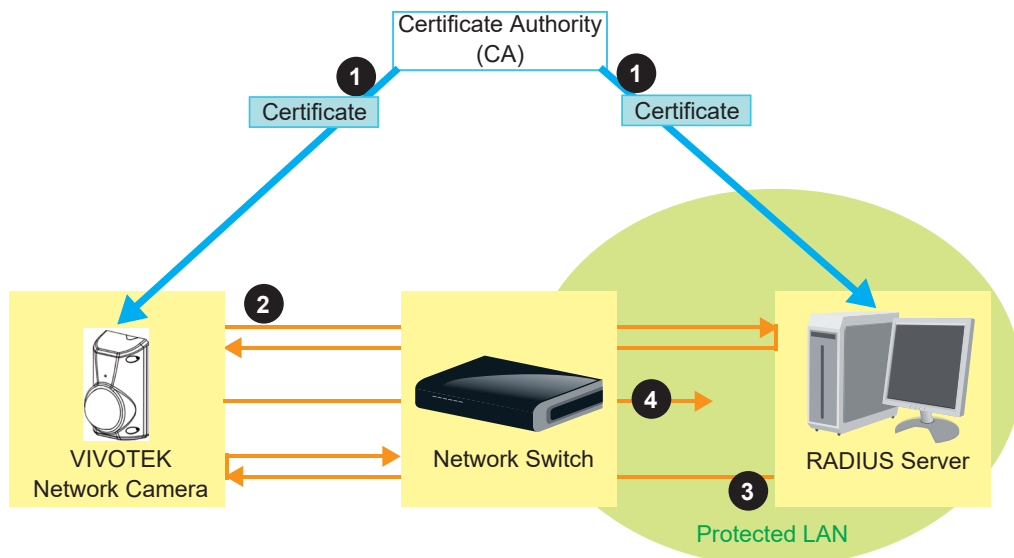 Certificate Authority
(CA)
1
1
Certificate
Certificate
2
4
VIVOTEK
Network Camera
Network Switch
RADIUS Server
3
Protected LAN